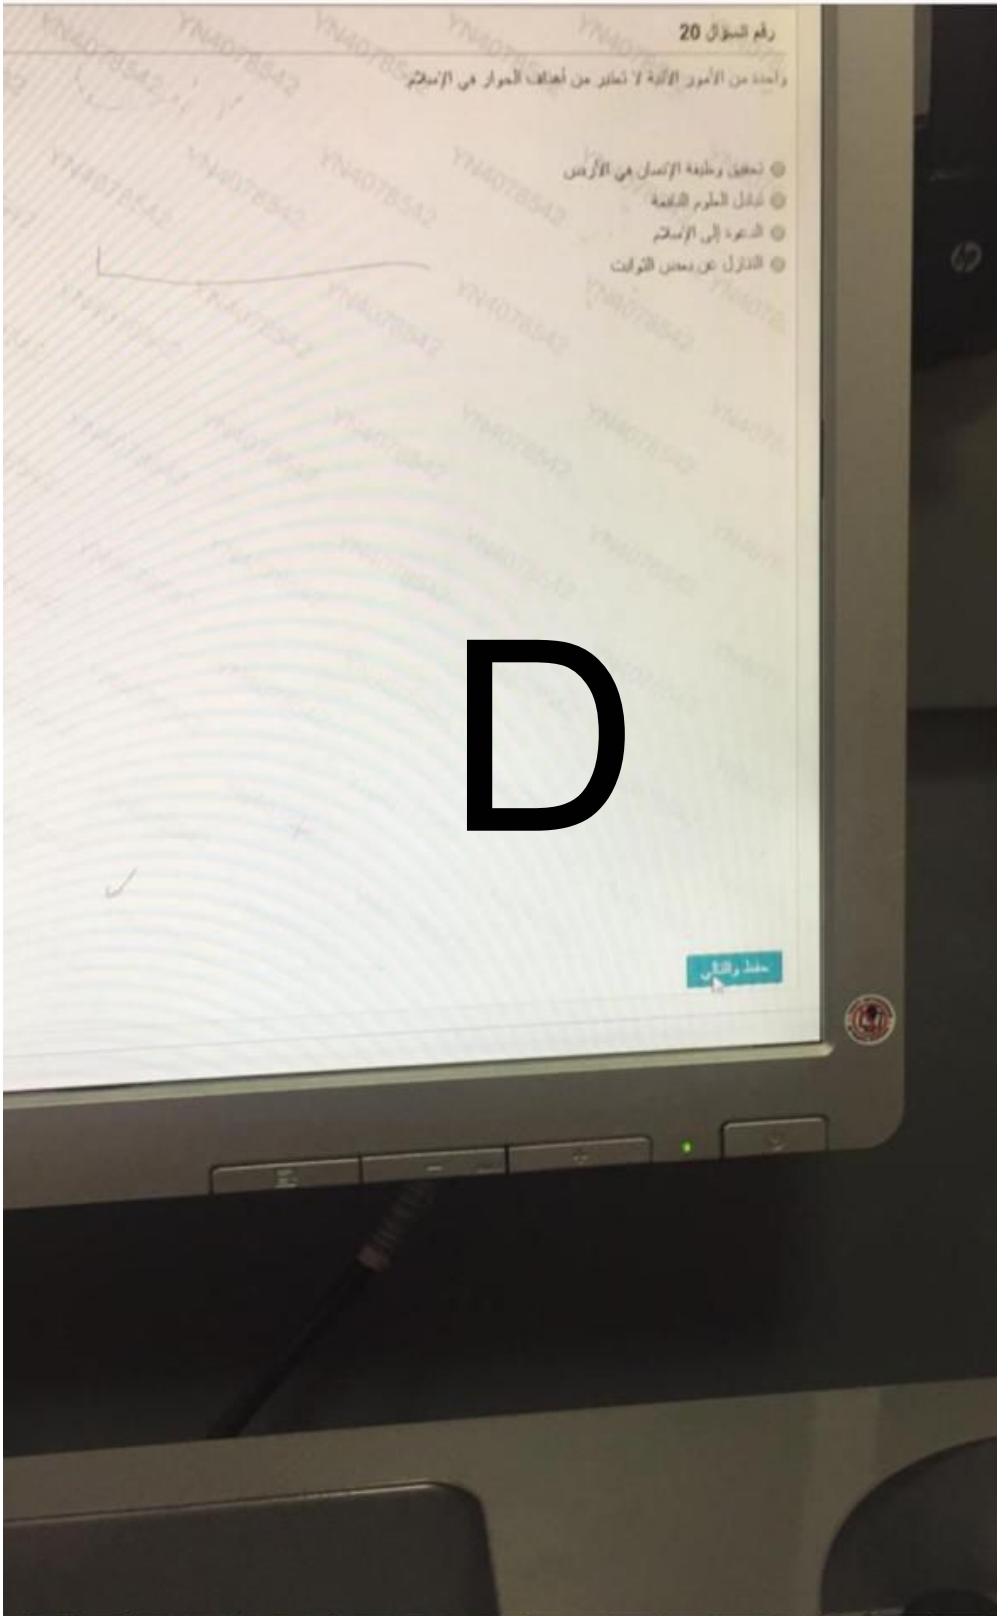 رقم السؤال 20
واحدة من الأمور الآتية لا تعتبر من أهداف الحوار في الإسلام
تحقيق وظيفة الإنسان في الأرض
تبادل العلوم النافعة
الدعوة إلى الإسلام
التنازل عن بعض الثوابت
YN4078542
D
حفظ والتالي
hp